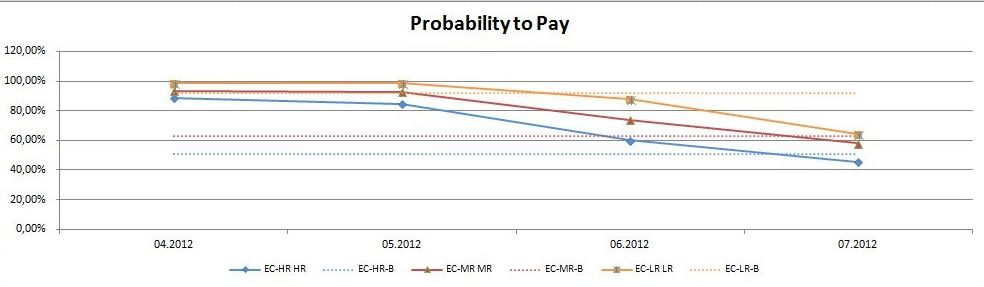 Probability to Pay
120,00%
100,00%
80,00%
60,00%
40,00%
20,00%
0,00%
04.2012 05.2012 06.2012 07.2012
EC-HR HR EC-HR-B EC-MR MR EC-MR-B EC-LR LR EC-LR-B